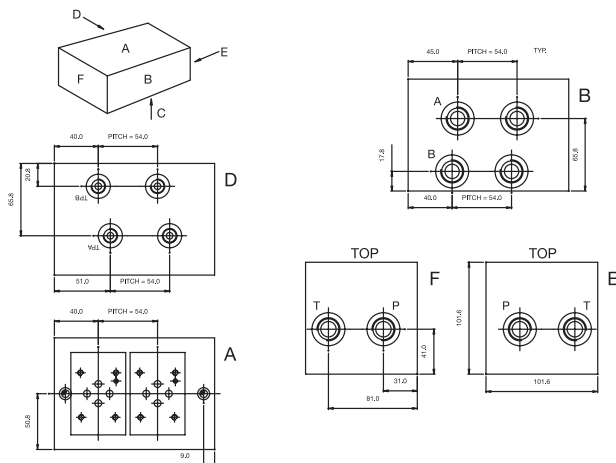 D
A
E
F
B
C
45.0
PITCH = 54.0
TYP.
B
A
B
17.8
65.8
40.0
PITCH = 54.0
40.0
PITCH = 54.0
20.8
65.8
D
TPB
TPA
51.0
PITCH = 54.0
TOP
F
T
P
41.0
31.0
81.0
TOP
E
P
T
101.6
101.6
40.0
PITCH = 54.0
A
50.8
9.0